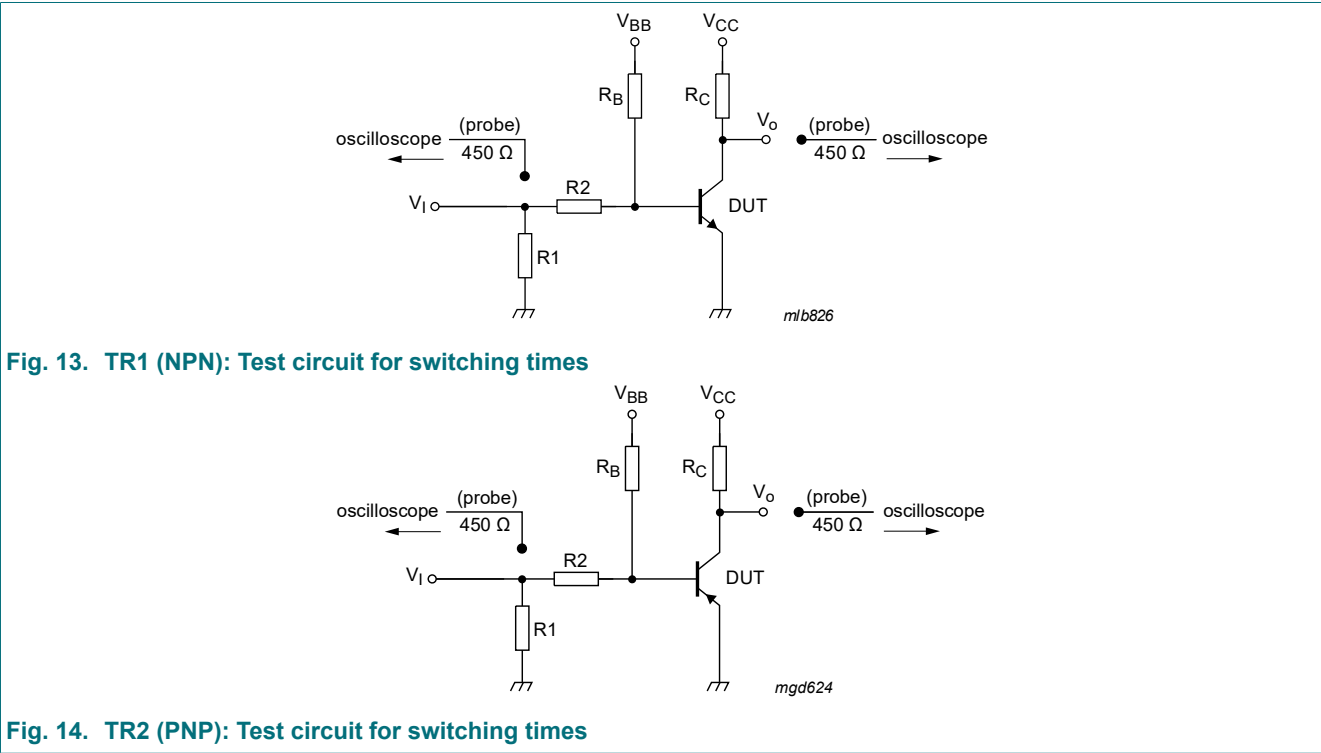 VBB VCC
RB RC
Vo
oscilloscope (probe) 450 Ω
(probe) 450 Ω oscilloscope
R2
VI
DUT
R1
mlb826
Fig. 13. TR1 (NPN): Test circuit for switching times
VBB VCC
RB RC
Vo
oscilloscope (probe) 450 Ω
(probe) 450 Ω oscilloscope
R2
VI
DUT
R1
mgd624
Fig. 14. TR2 (PNP): Test circuit for switching times